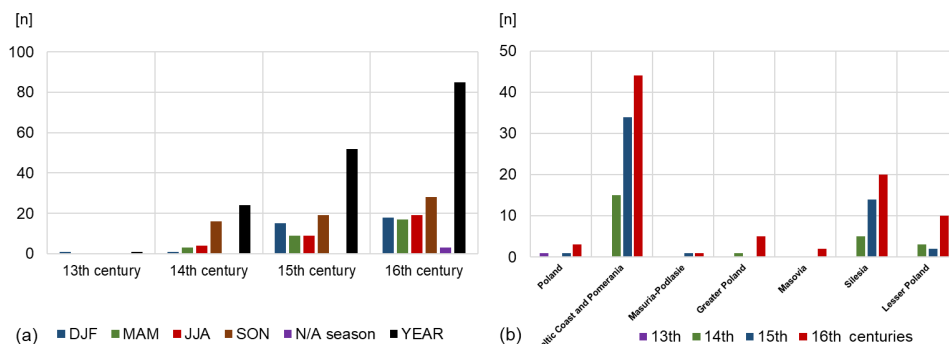 [n]
100
80
60
40
20
0
13th century 14th century 15th century 16th century
(a) DJF MAM JJA SON N/A season YEAR
[n]
50
40
30
20
10
0
Poland
ltic Coast and Pomerania
Masuria-Podlasie
Greater Poland
Masovia
Silesia
Lesser Poland
(b) 13th 14th 15th 16th centuries